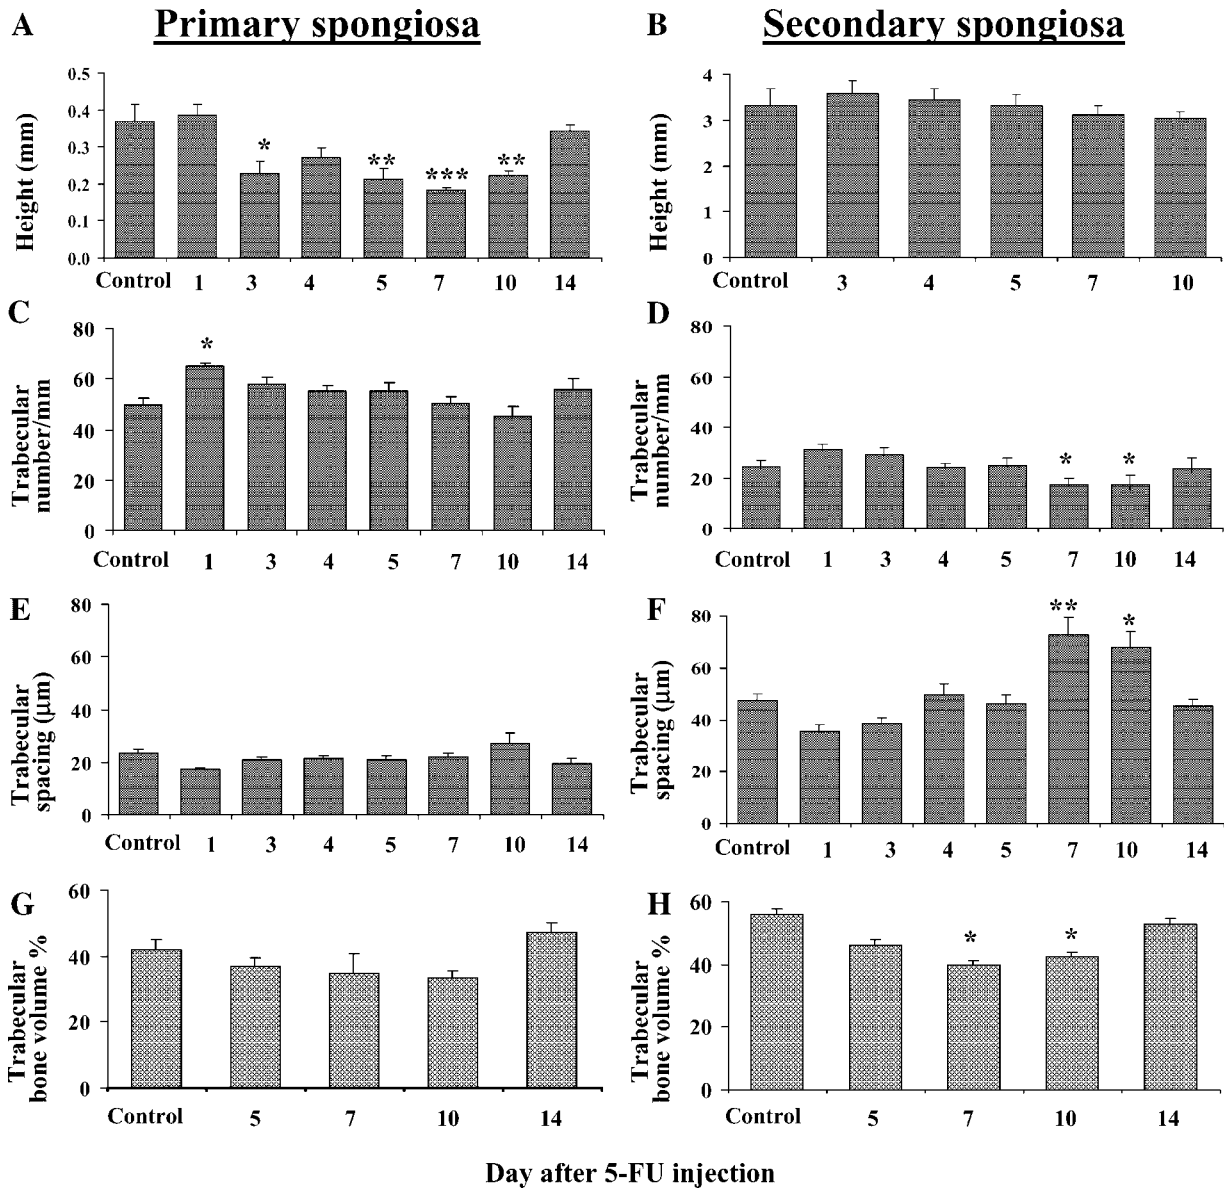 A Primary spongiosa
B Secondary spongiosa
Height (mm)
0.5
0.4
0.3
0.2
0.1
0.0
* ** *** **
Control 1 3 4 5 7 10 14
Height (mm)
4
3
2
1
0
Control 3 4 5 7 10
C
Trabecular
number/mm
80
60
40
20
0
*
Control 1 3 4 5 7 10 14
D
Trabecular
number/mm
80
60
40
20
0
* *
Control 1 3 4 5 7 10 14
E
Trabecular
spacing (μm)
80
60
40
20
0
Control 1 3 4 5 7 10 14
F
Trabecular
spacing (μm)
80
60
40
20
0
** *
Control 1 3 4 5 7 10 14
G
Trabecular
bone volume %
60
40
20
0
Control 5 7 10 14
H
Trabecular
bone volume %
60
40
20
0
* *
Control 5 7 10 14
Day after 5-FU injection